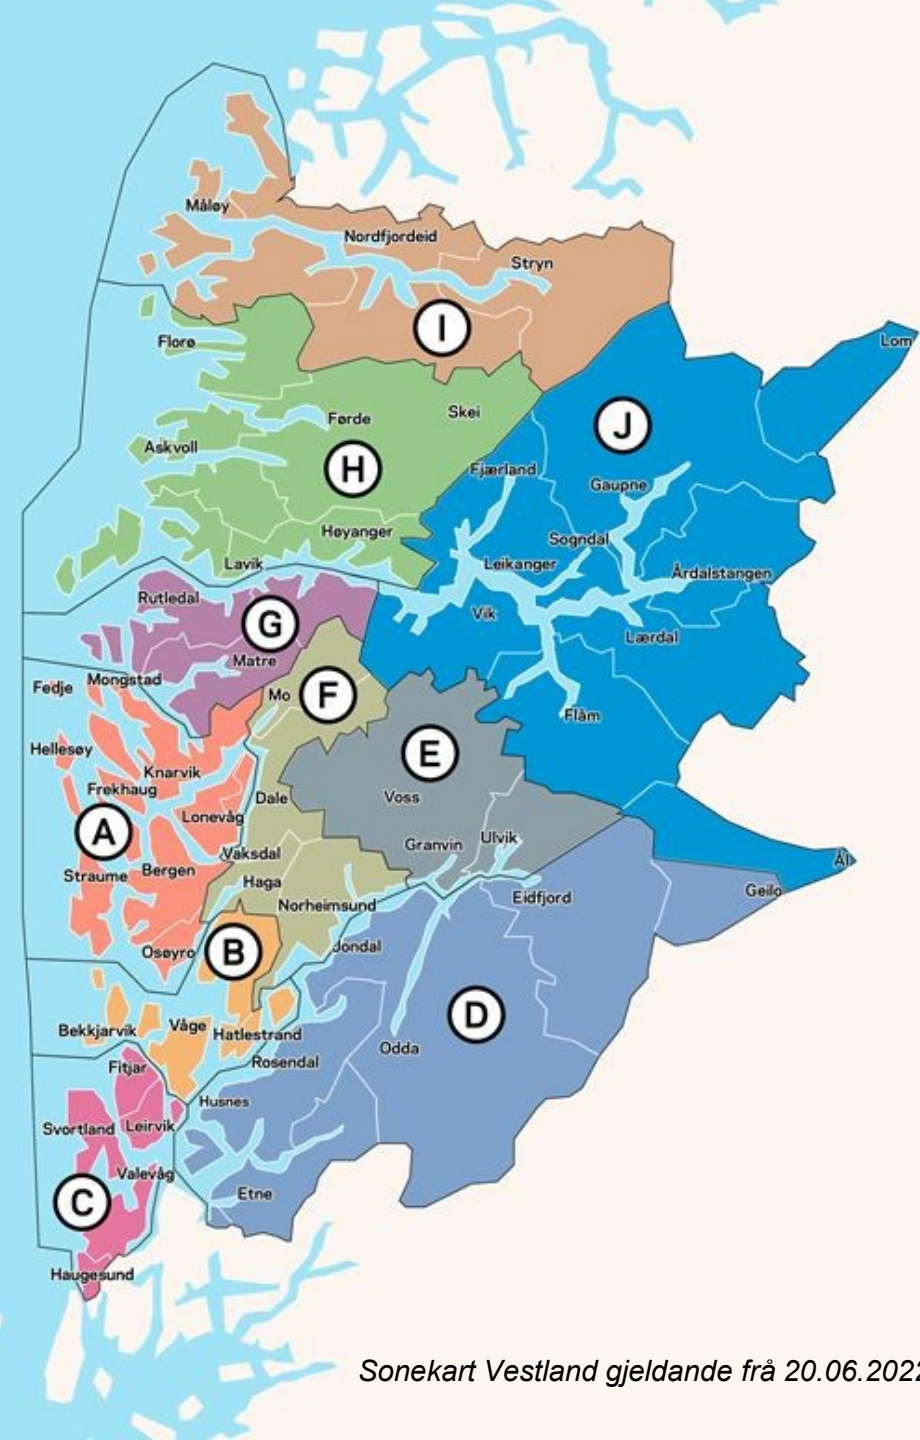 Måløy
Nordfjordeid
Stryn
I
Florø
Lom
Førde
Skei
J
Askvoll
H
Fjærland
Gaupne
Høyanger
Sogndal
Lavik
Leikanger
Årdalstangen
Rutledal
G
Vik
Lærdal
Matre
Mongstad
Fedje
Mo
F
Flåm
Hellesøy
E
Knarvik
Frekhaug
Dale
Voss
Lonevåg
A
Granvin
Ulvik
Vaksdal
Ål
Straume
Bergen
Haga
Geilo
Norheimsund
Eidfjord
Osøyro
B
Jondal
D
Bekkjarvik
Våge
Hatlestrand
Odda
Rosendal
Fitjar
Husnes
Svortland
Leirvik
Valevåg
C
Etne
Haugesund
Sonekart Vestland gjeldande frå 20.06.2022